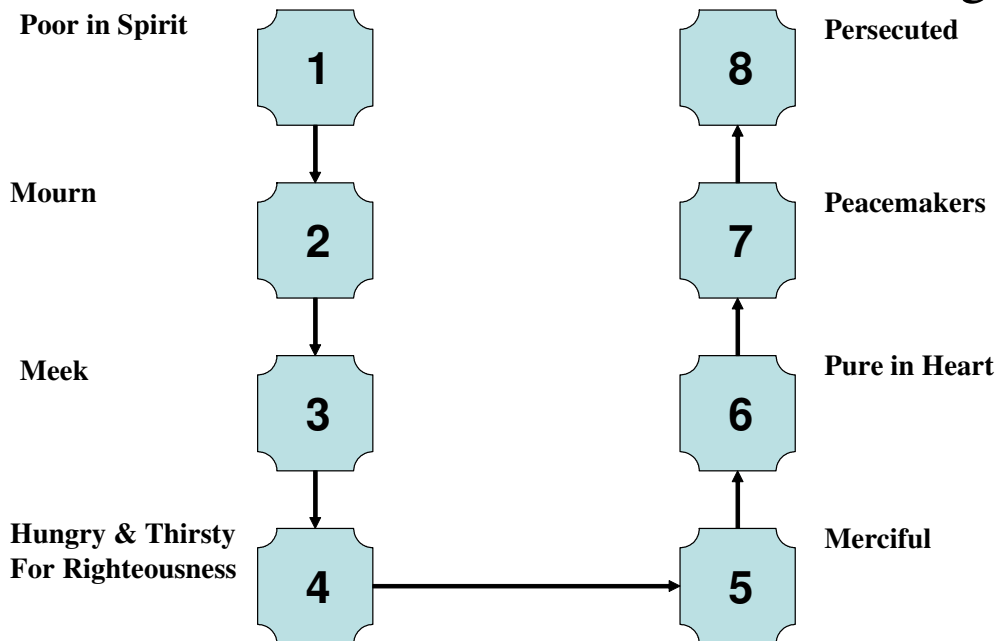 Poor in Spirit
1
Mourn
2
Meek
3
Hungry & Thirsty
For Righteousness
4
Persecuted
8
Peacemakers
7
Pure in Heart
6
Merciful
5